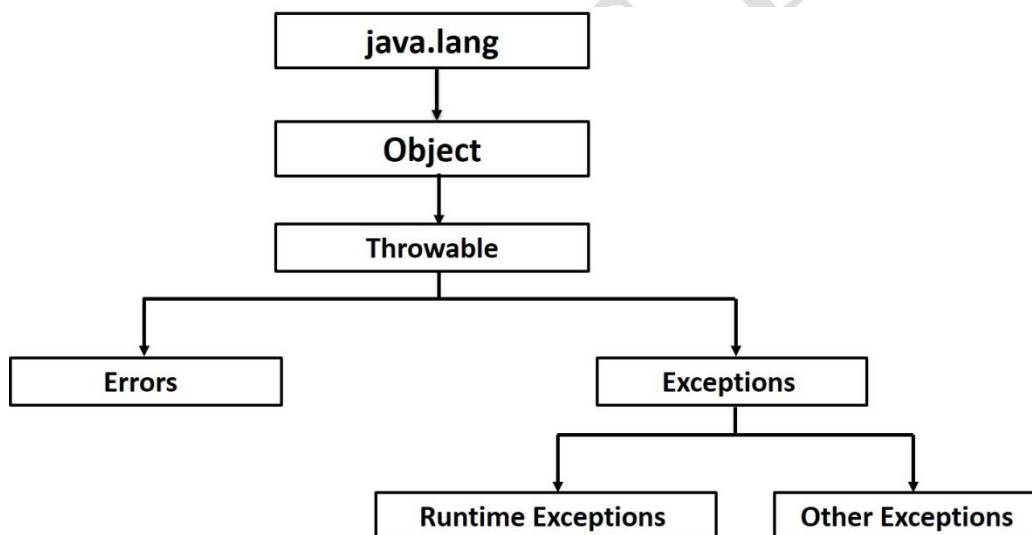 java.lang
Object
Throwable
Errors
Exceptions
Runtime Exceptions
Other Exceptions